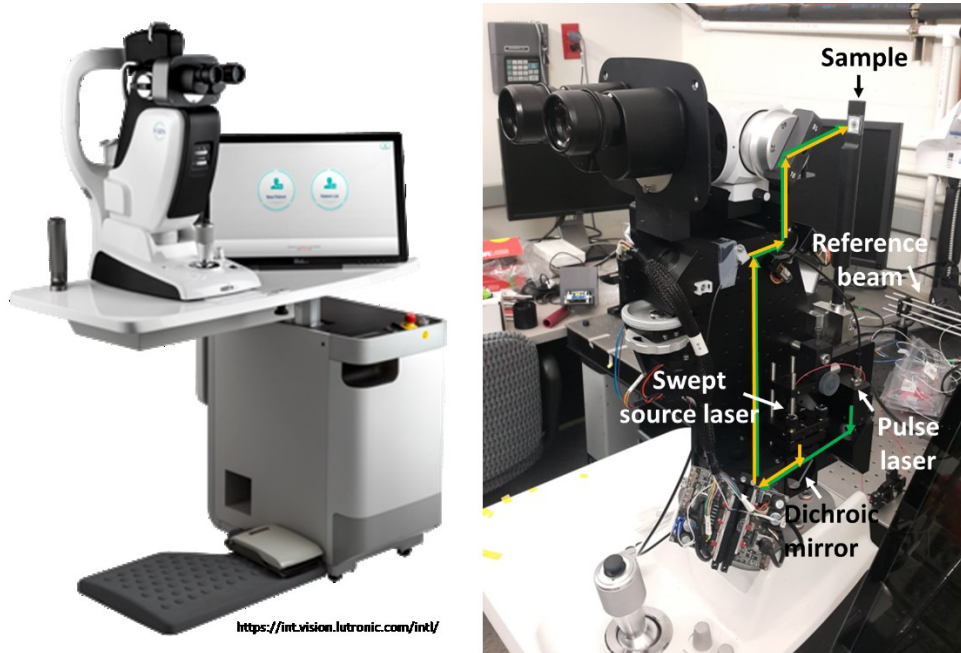 https://int.vision.lutronic.com/intl/
Sample
Reference
beam
Swept
source laser
Pulse
laser
Dichroic
mirror